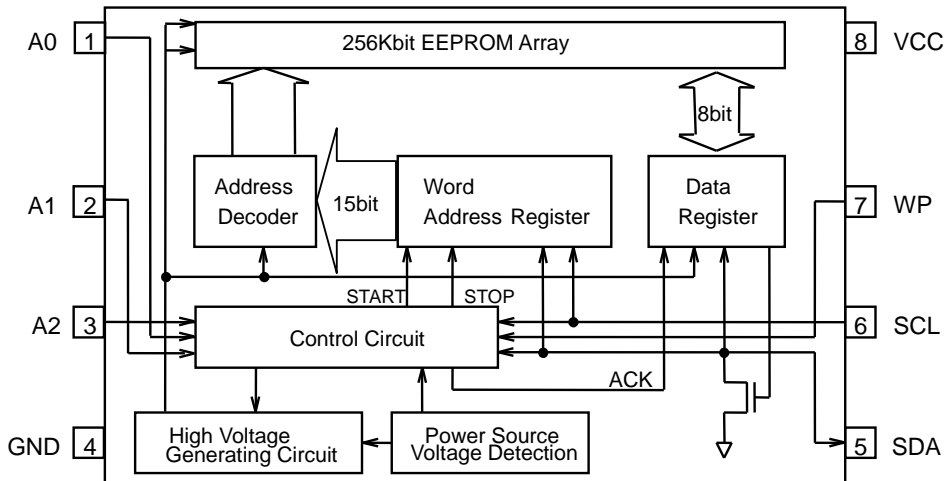 A0
1
256Kbit EEPROM Array
8
VCC
8bit
A1
2
Address
Decoder
15bit
Word
Address Register
Data
Register
7
WP
START
STOP
A2
3
Control Circuit
6
SCL
ACK
GND
4
High Voltage
Generating Circuit
Power Source
Voltage Detection
5
SDA